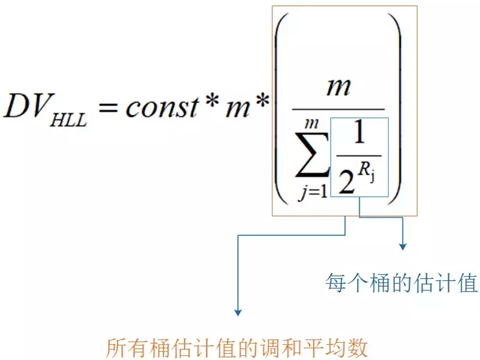 DV_{HLL} = const * m * \left( \frac{m}{\sum_{j=1}^{m} \frac{1}{2^{R_j}}} \right)
每个桶的估计值
所有桶估计值的调和平均数